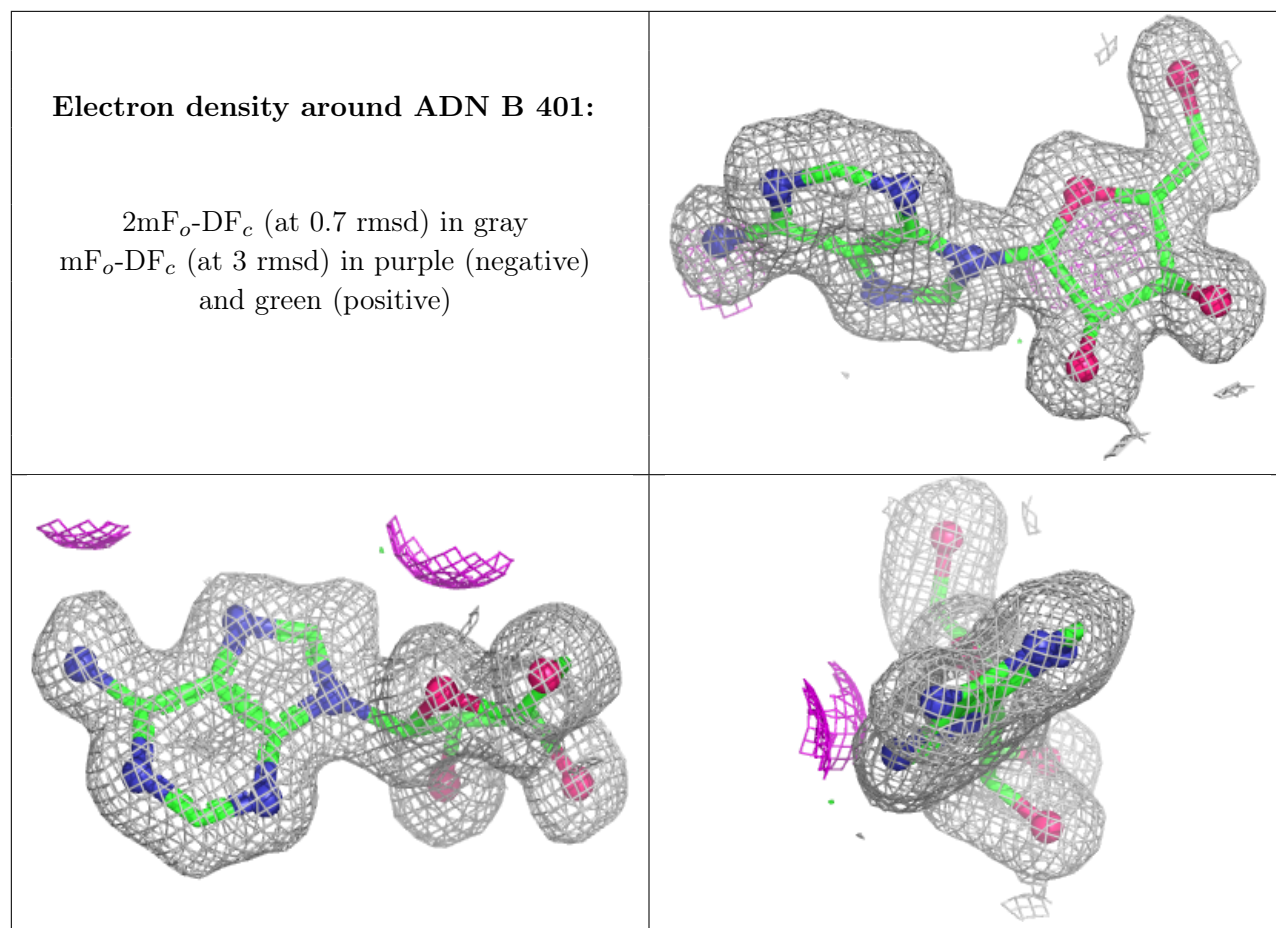 Electron density around ADN B 401:
2mFo-DFc (at 0.7 rmsd) in gray
mFo-DFc (at 3 rmsd) in purple (negative)
and green (positive)